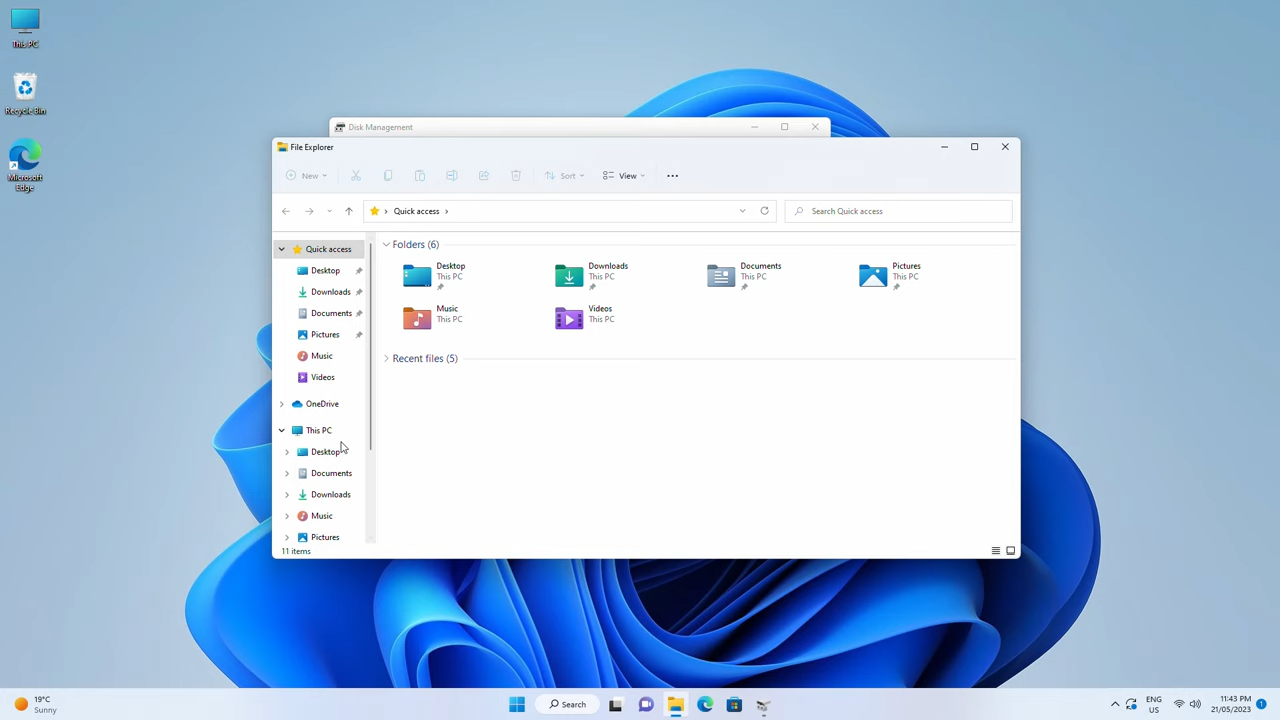 This PC
Recycle Bin
Microsoft
Edge
Disk Management
File Explorer
New
Sort
View
Quick access
Search Quick access
Quick access
Desktop
Downloads
Documents
Pictures
Music
Videos
OneDrive
This PC
Desktop
Documents
Downloads
Music
Pictures
Folders (6)
Desktop
This PC
Downloads
This PC
Documents
This PC
Pictures
This PC
Music
This PC
Videos
This PC
Recent files (5)
11 items
19°C
Sunny
Search
ENG
US
11:43 PM
21/05/2023
1